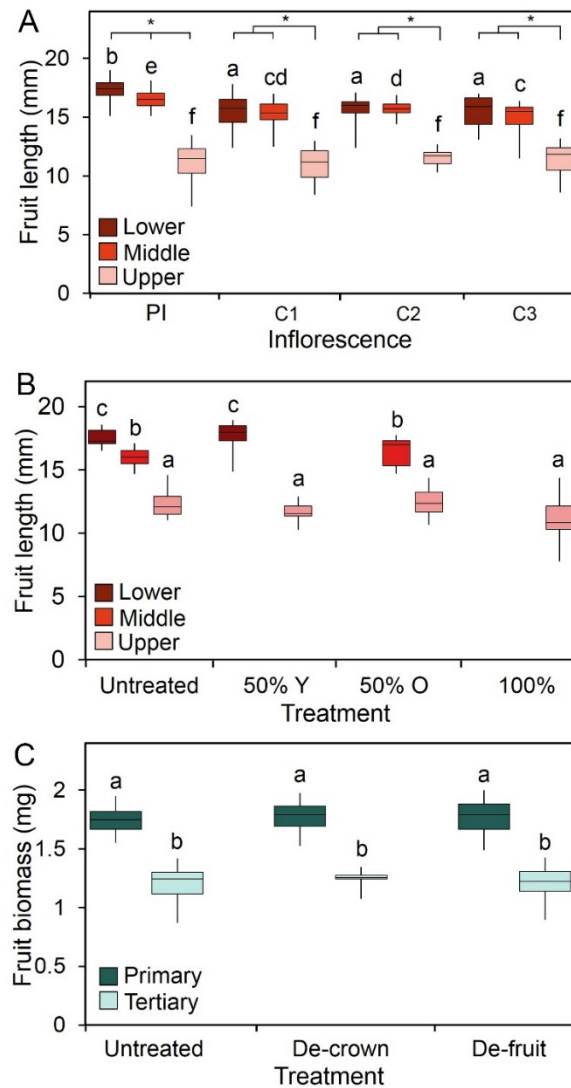 A
* * * *
b e f a cd f a d f a c f
20
15
10
5
0
Fruit length (mm)
Lower
Middle
Upper
PI C1 C2 C3
Inflorescence
B
c b a c a b a a
20
15
10
5
0
Fruit length (mm)
Lower
Middle
Upper
Untreated 50% Y 50% O 100%
Treatment
C
a b a b a b
2
1.5
1
0.5
0
Fruit biomass (mg)
Primary
Tertiary
Untreated De-crown De-fruit
Treatment